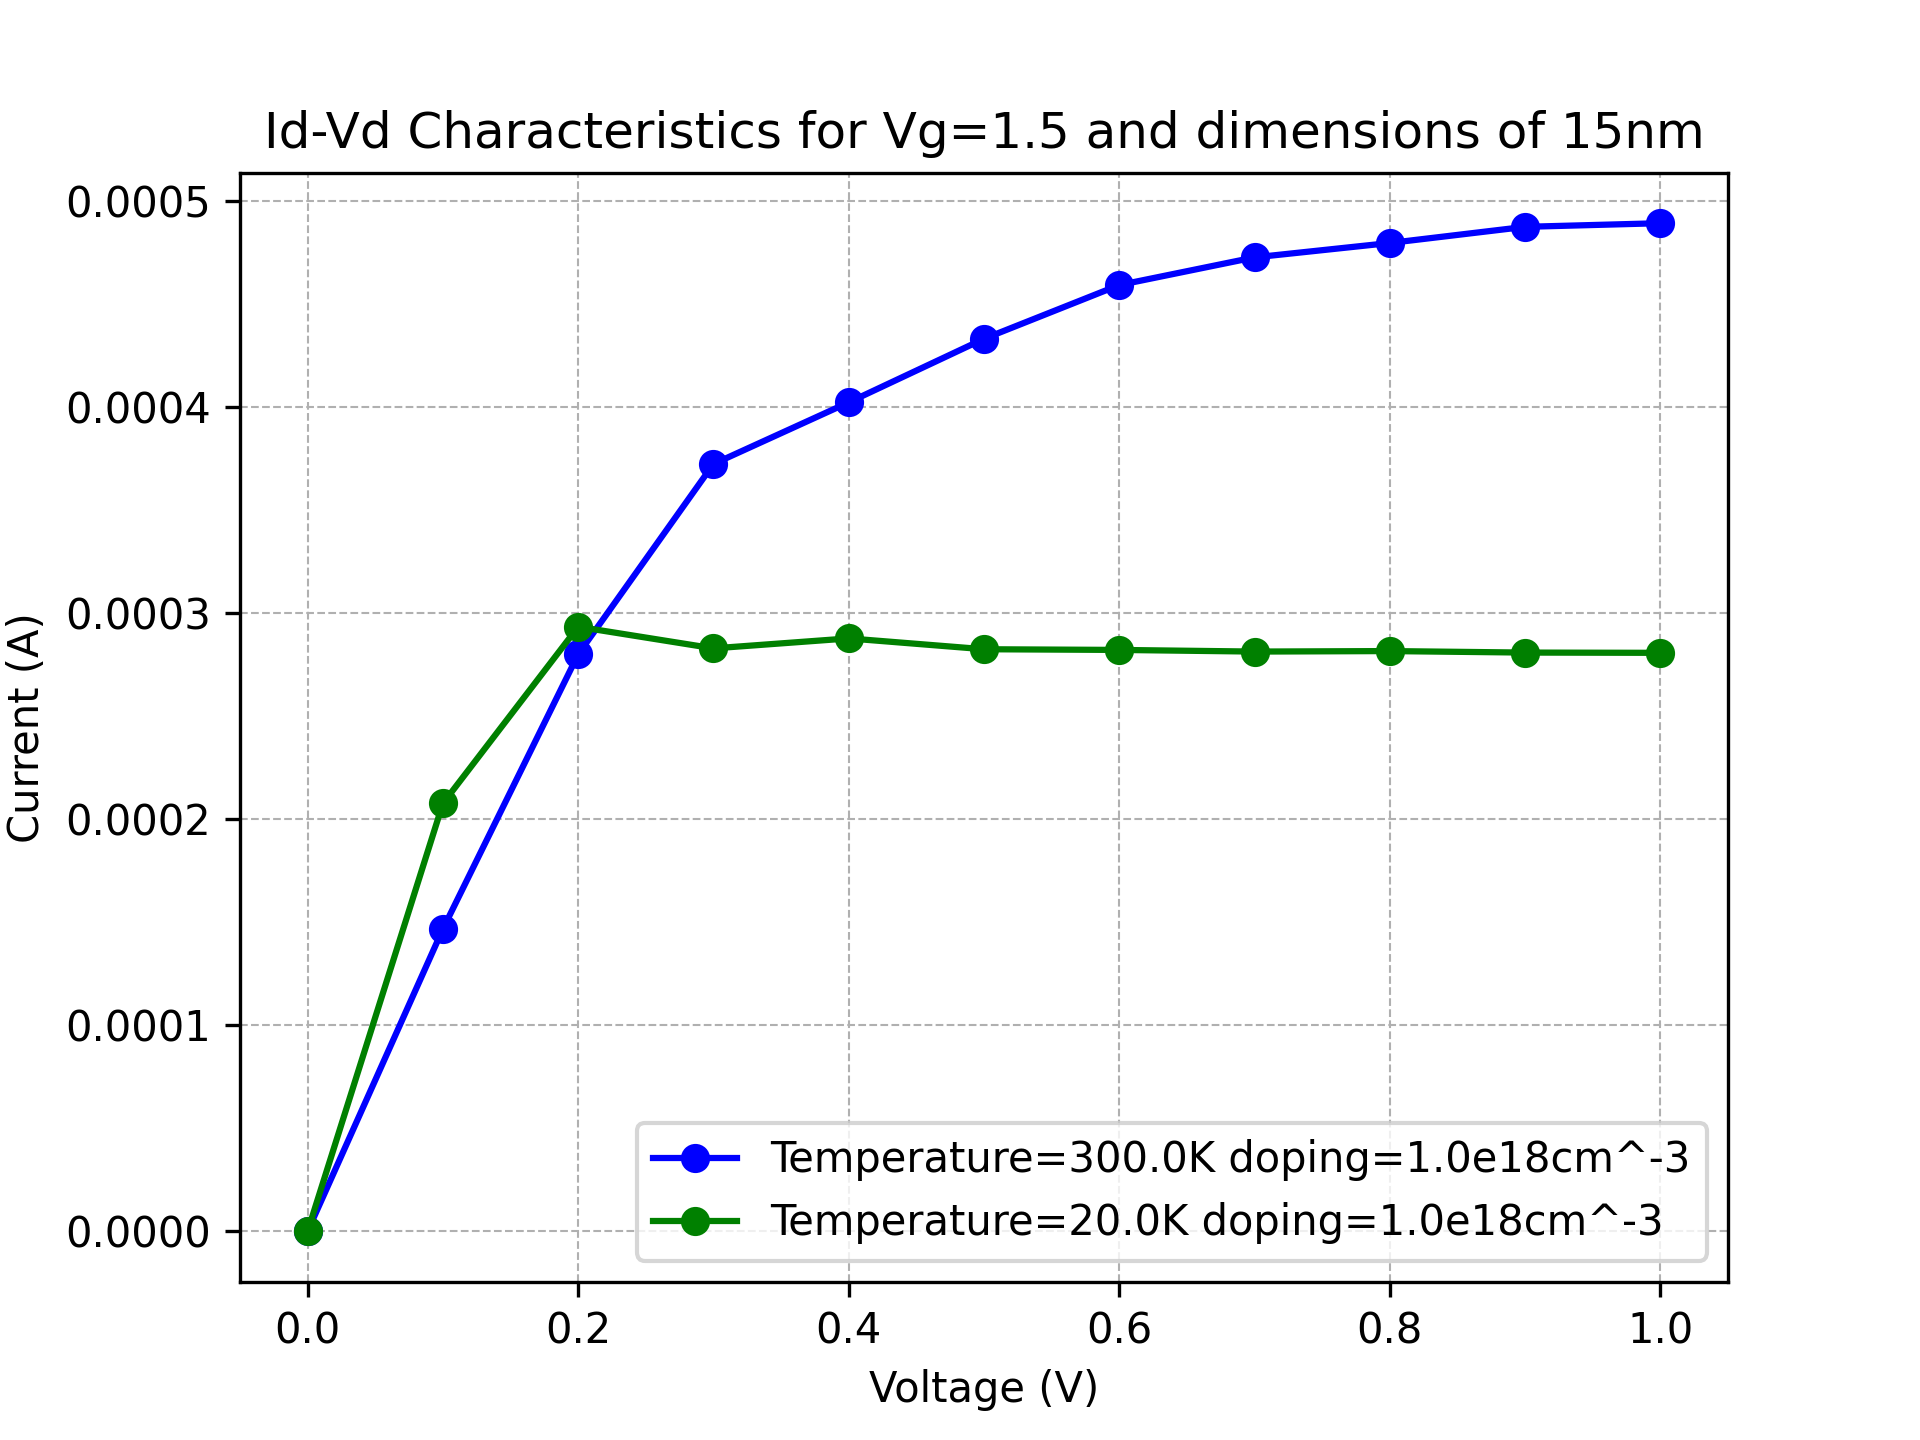 Id-Vd Characteristics for Vg=1.5 and dimensions of 15nm
Current (A)
0.0005
0.0004
0.0003
0.0002
0.0001
0.0000
Temperature=300.0K doping=1.0e18cm^-3
Temperature=20.0K doping=1.0e18cm^-3
0.0 0.2 0.4 0.6 0.8 1.0
Voltage (V)